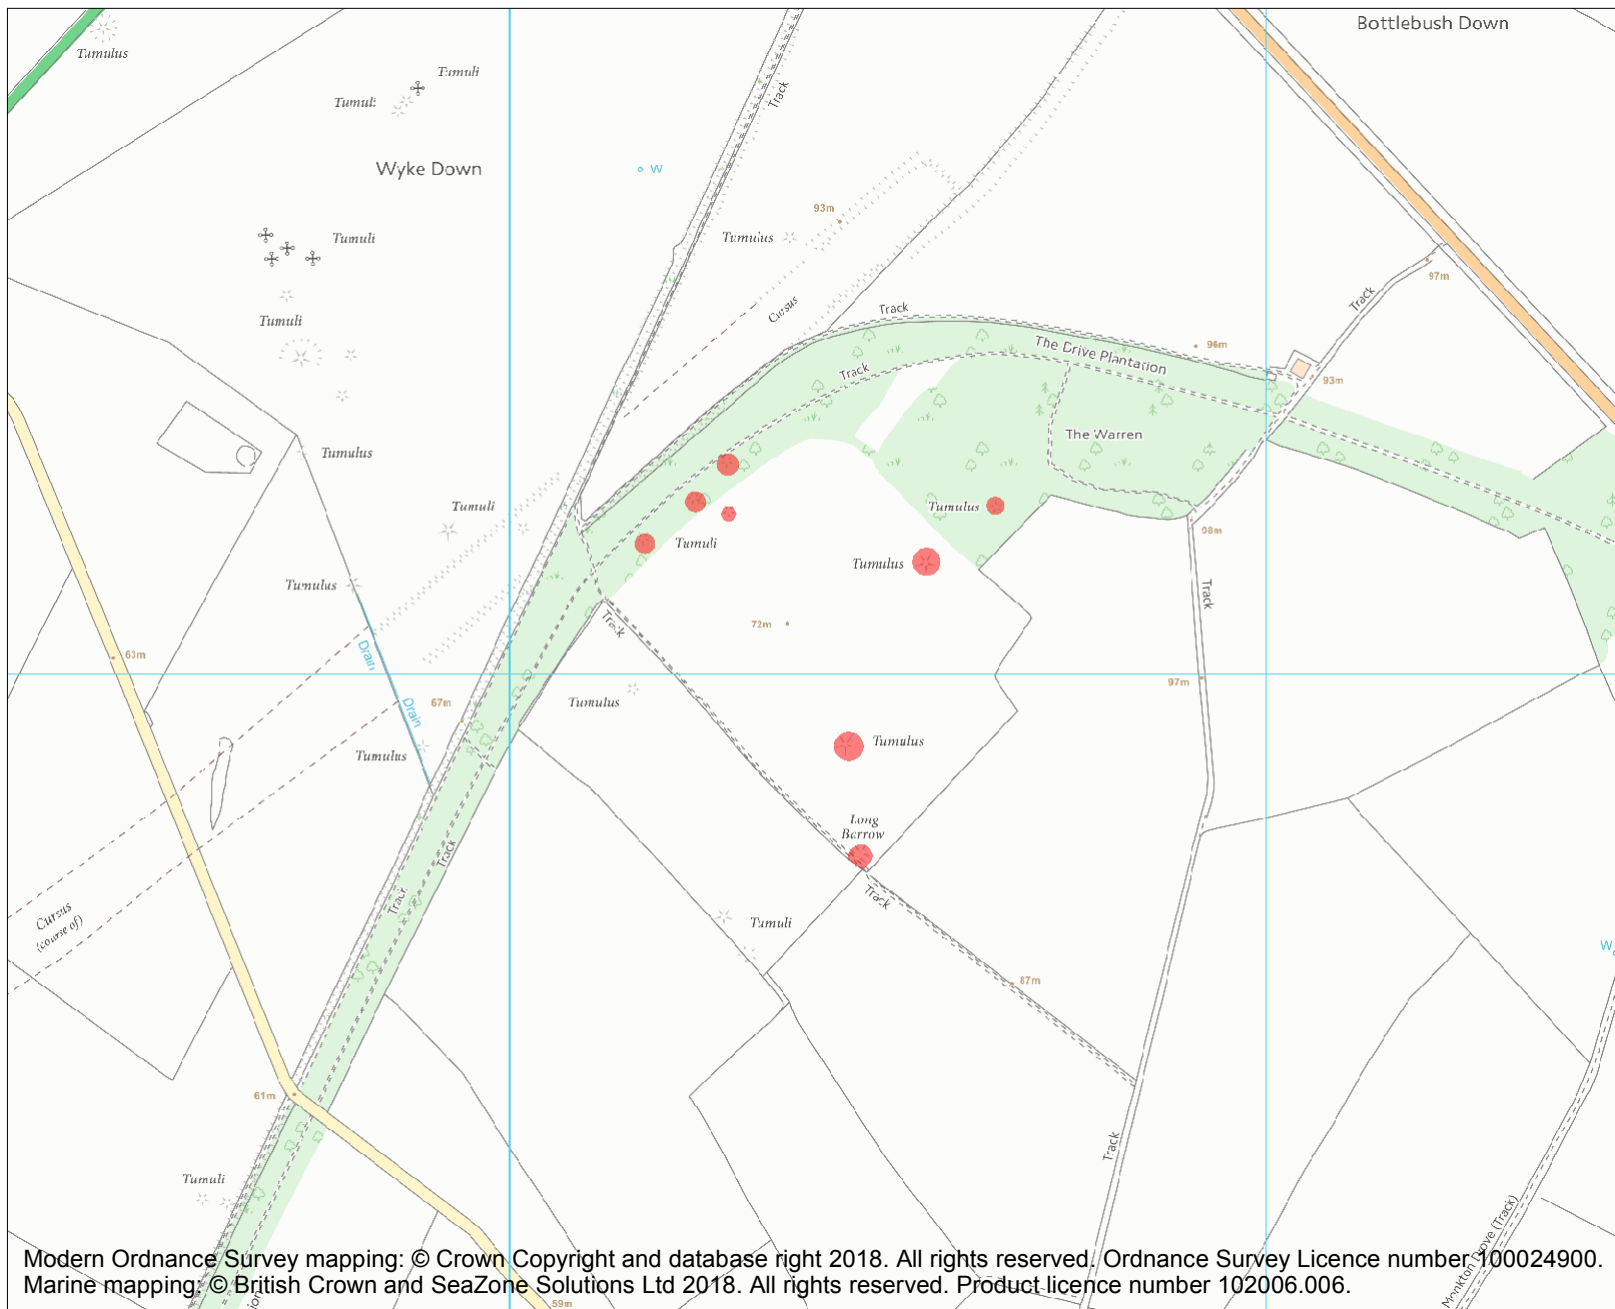 Bottlebush Down
Tumulus
Tumuli
Tumuli
Track
Wyke Down
W
93m
Tumulus
Tumuli
97m
Track
Cursus
Track
Tumuli
The Drive Plantation
96m
Track
93m
The Warren
Tumulus
Tumuli
Tumulus
98m
Tumuli
Tumulus
Tumulus
Track
Track
72m
Drain
63m
97m
Tumulus
67m
Drain
Tumulus
Tumulus
Long
Barrow
Track
Track
Track
Cursus
(course of)
Tumuli
W
87m
61m
Track
Tumuli
Monkton Drove (Track)
Modern Ordnance Survey mapping: © Crown Copyright and database right 2018. All rights reserved. Ordnance Survey Licence number 100024900.
Marine mapping: © British Crown and SeaZone Solutions Ltd 2018. All rights reserved. Product licence number 102006.006.
59m